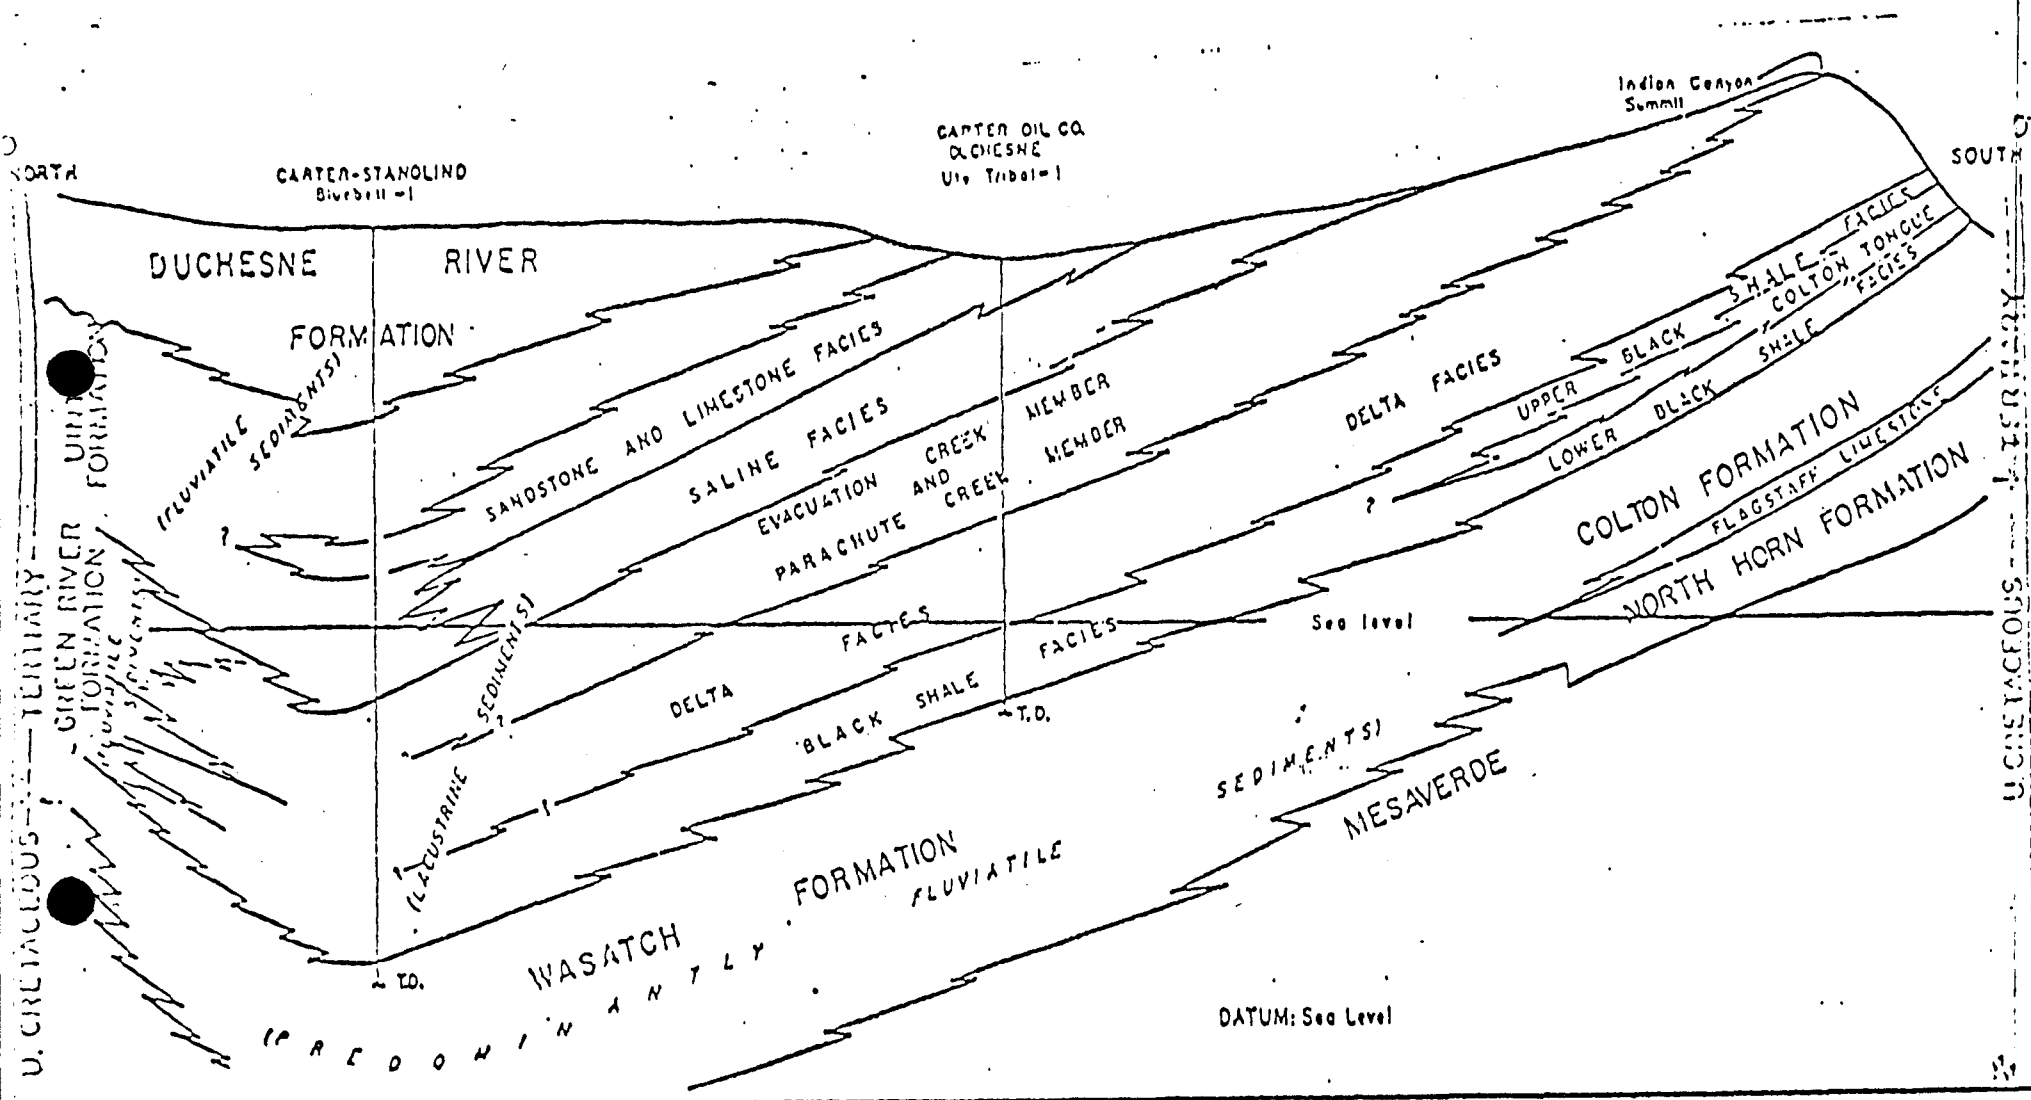 Indian Canyon
Summit
CARTER OIL CO.
DUCHESNE
Ute Tribal-1
NORTH
CARTER-STANOLIND
Bluebell-1
SOUTH
DUCHESNE RIVER
FORMATION
(FLUVIATILE SEDIMENTS)
UINTA
FORMATION
SANDSTONE AND LIMESTONE FACIES
SALINE FACIES
EVACUATION CREEK MEMBER
AND
PARACHUTE CREEK MEMBER
DELTA FACIES
UPPER BLACK SHALE FACIES
COLTON TONGUE
LOWER BLACK SHALE FACIES
COLTON FORMATION
FLAGSTAFF LIMESTONE
NORTH HORN FORMATION
?
?
Sea level
GREEN RIVER
FORMATION
(LACUSTRINE SEDIMENTS)
DELTA FACIES
BLACK SHALE FACIES
T.D.
T.D.
WASATCH FORMATION
(PREDOMINANTLY FLUVIATILE SEDIMENTS)
MESAVERDE
DATUM: Sea Level
U. CRETACEOUS
TERTIARY
U. CRETACEOUS
TERTIARY